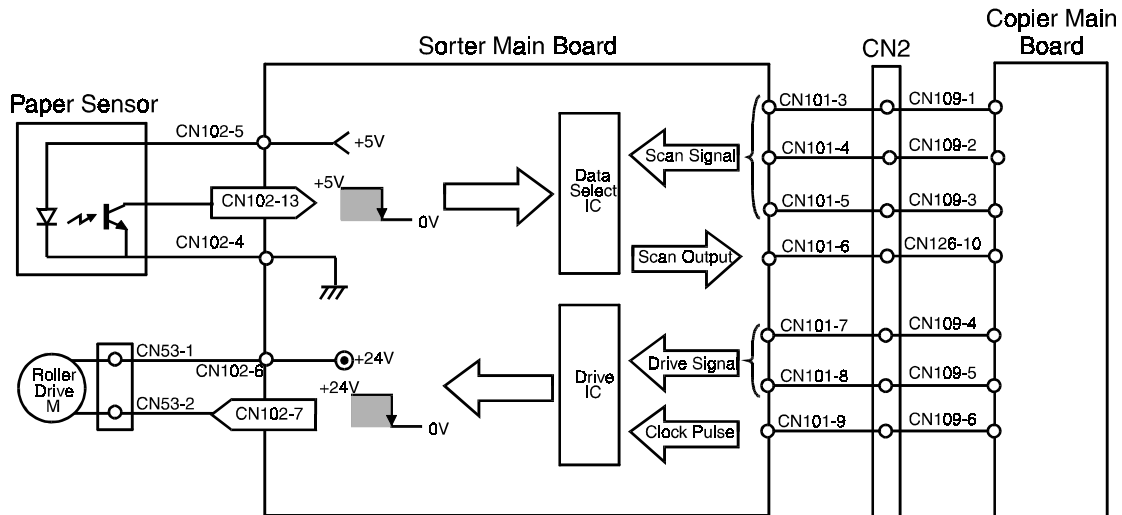 Copier Main
Board
CN2
Sorter Main Board
Paper Sensor
CN102-5
+5V
CN102-13
+5V
0V
CN102-4
Data
Select
IC
Scan Signal
Scan Output
CN101-3
CN109-1
CN101-4
CN109-2
CN101-5
CN109-3
CN101-6
CN126-10
CN53-1
CN102-6
+24V
Roller
Drive
M
CN53-2
CN102-7
+24V
0V
Drive
IC
Drive Signal
Clock Pulse
CN101-7
CN109-4
CN101-8
CN109-5
CN101-9
CN109-6